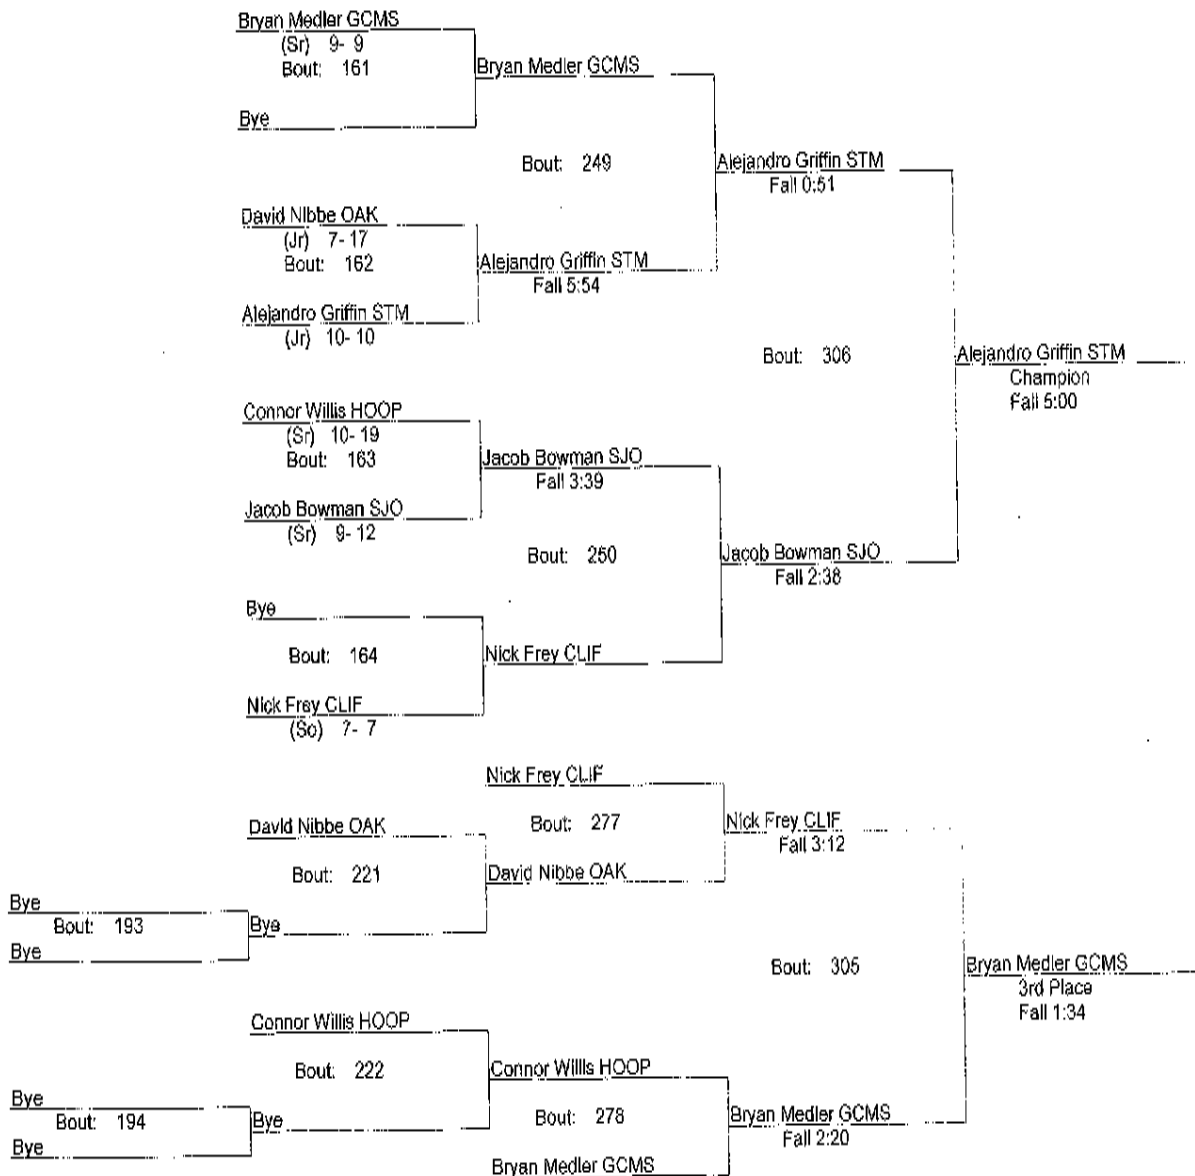 Bryan Medler GCMS
(Sr) 9- 9
Bout: 161
Bryan Medler GCMS
Bye
Bout: 249
Alejandro Griffin STM
Fall 0:51
David Nibbe OAK
(Jr) 7- 17
Bout: 162
Alejandro Griffin STM
Fall 5:54
Alejandro Griffin STM
(Jr) 10- 10
Bout: 306
Alejandro Griffin STM
Champion
Fall 5:00
Connor Willis HOOP
(Sr) 10- 19
Bout: 163
Jacob Bowman SJO
Fall 3:39
Jacob Bowman SJO
(Sr) 9- 12
Bout: 250
Jacob Bowman SJO
Fall 2:38
Bye
Bout: 164
Nick Frey CLIF
Nick Frey CLIF
(So) 7- 7
Nick Frey CLIF
Bout: 277
Nick Frey CLIF
Fall 3:12
David Nibbe OAK
Bout: 221
David Nibbe OAK
Bye
Bout: 193
Bye
Bye
Bout: 305
Bryan Medler GCMS
3rd Place
Fall 1:34
Connor Willis HOOP
Bout: 222
Connor Willis HOOP
Bye
Bout: 194
Bye
Bye
Bout: 278
Bryan Medler GCMS
Fall 2:20
Bryan Medler GCMS